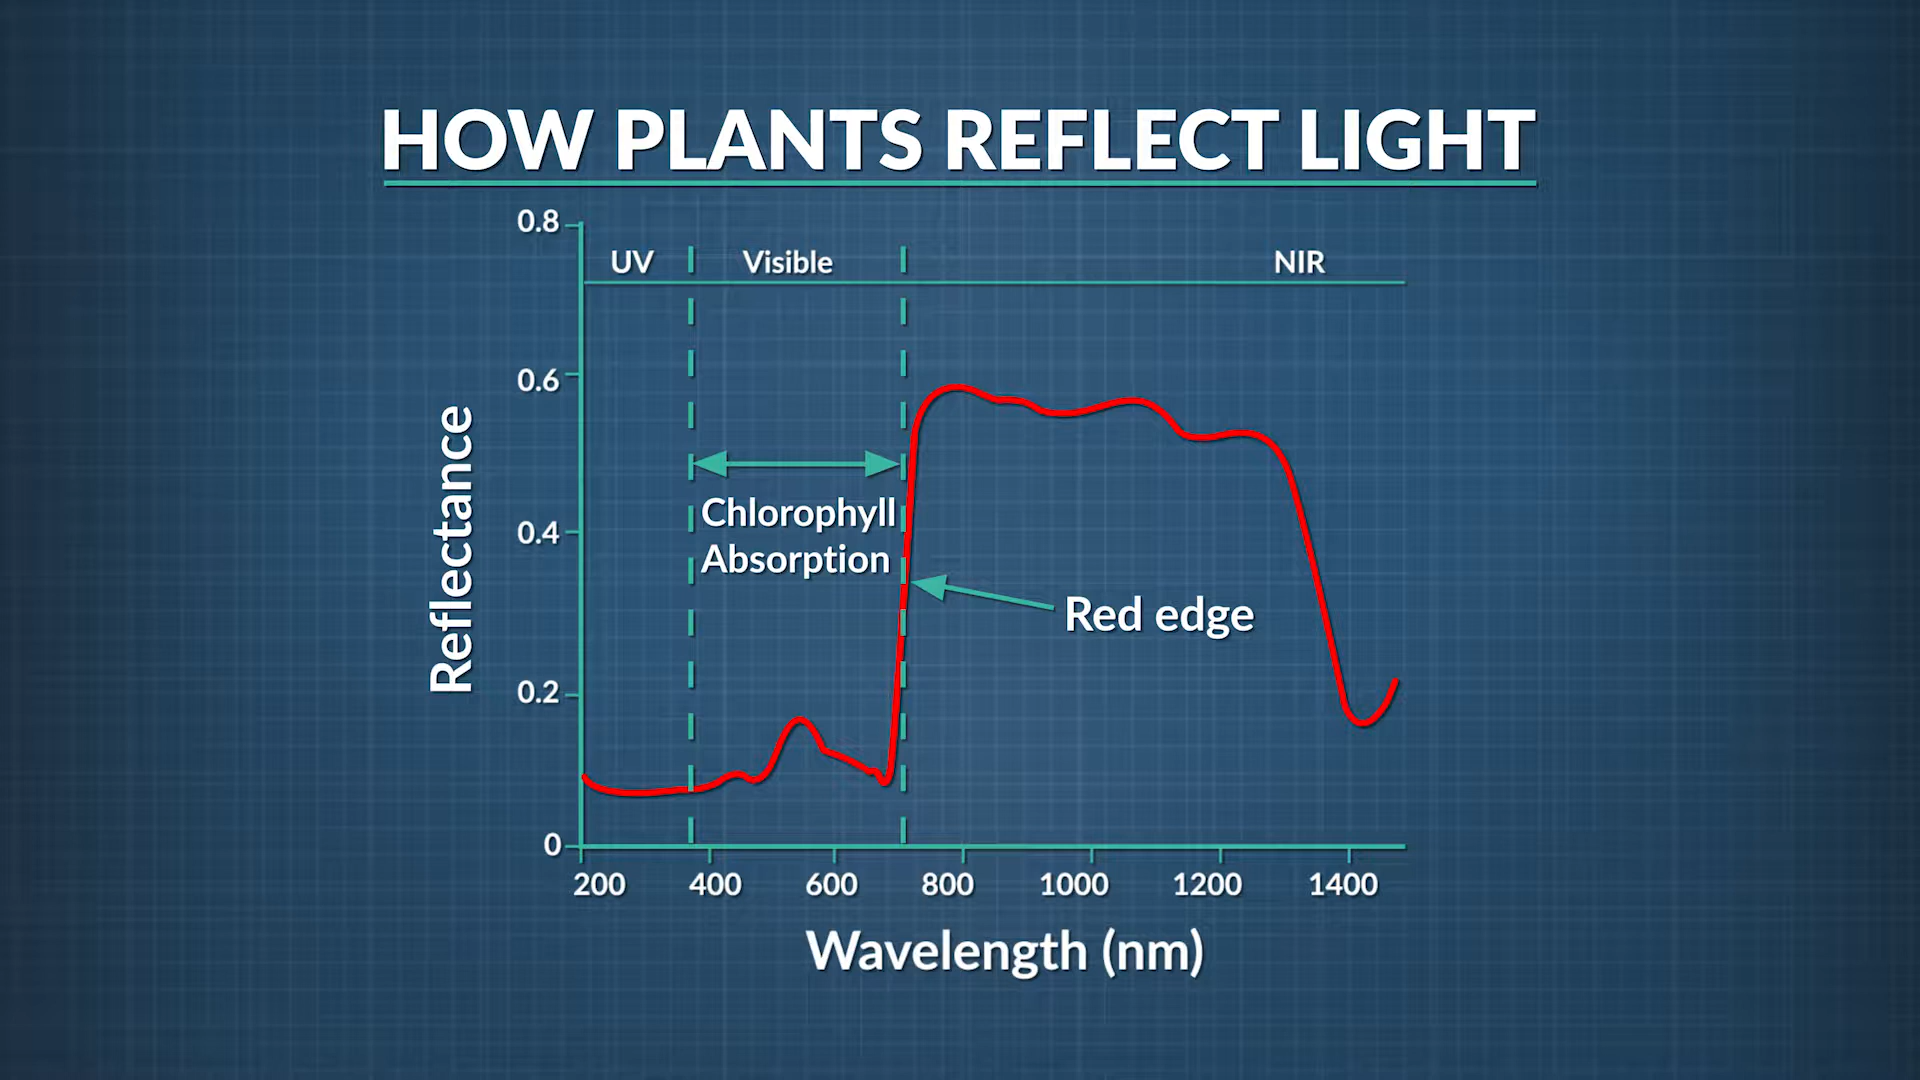 HOW PLANTS REFLECT LIGHT
0.8
UV Visible NIR
0.6
Reflectance
Chlorophyll
Absorption
0.4
Red edge
0.2
0
200 400 600 800 1000 1200 1400
Wavelength (nm)